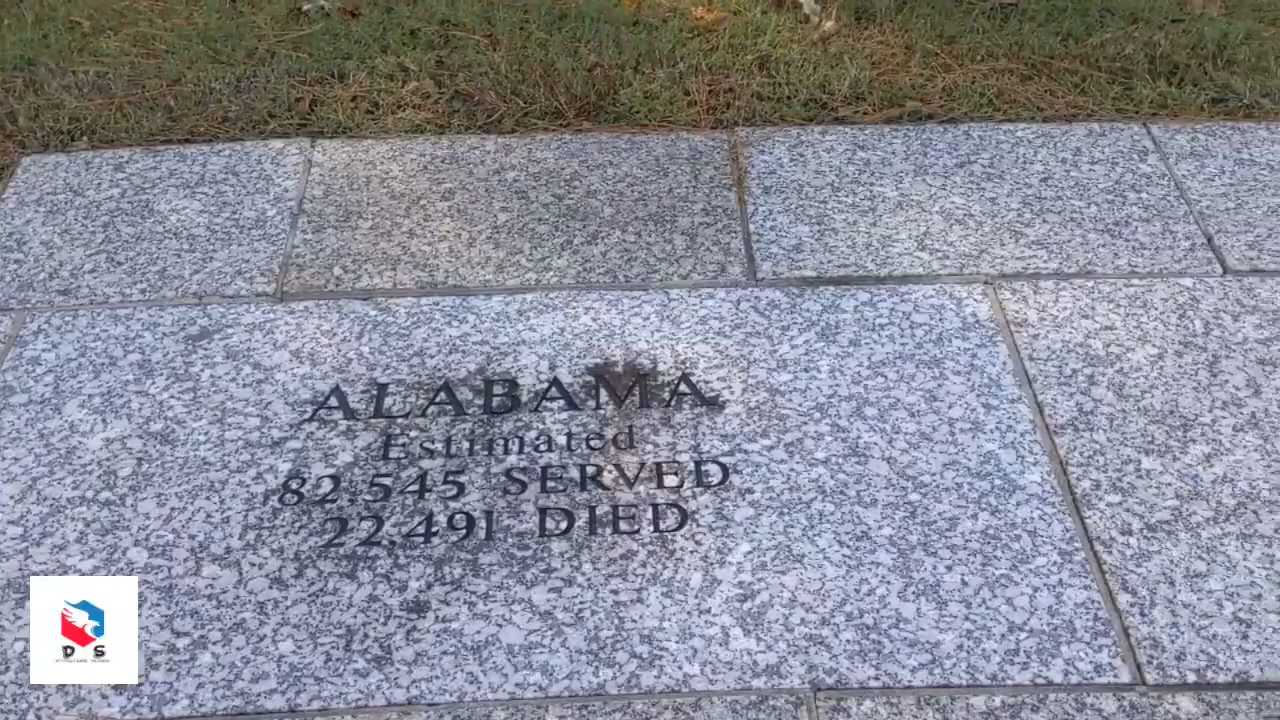 ALABAMA
Estimated
82,545 SERVED
22,491 DIED
D S